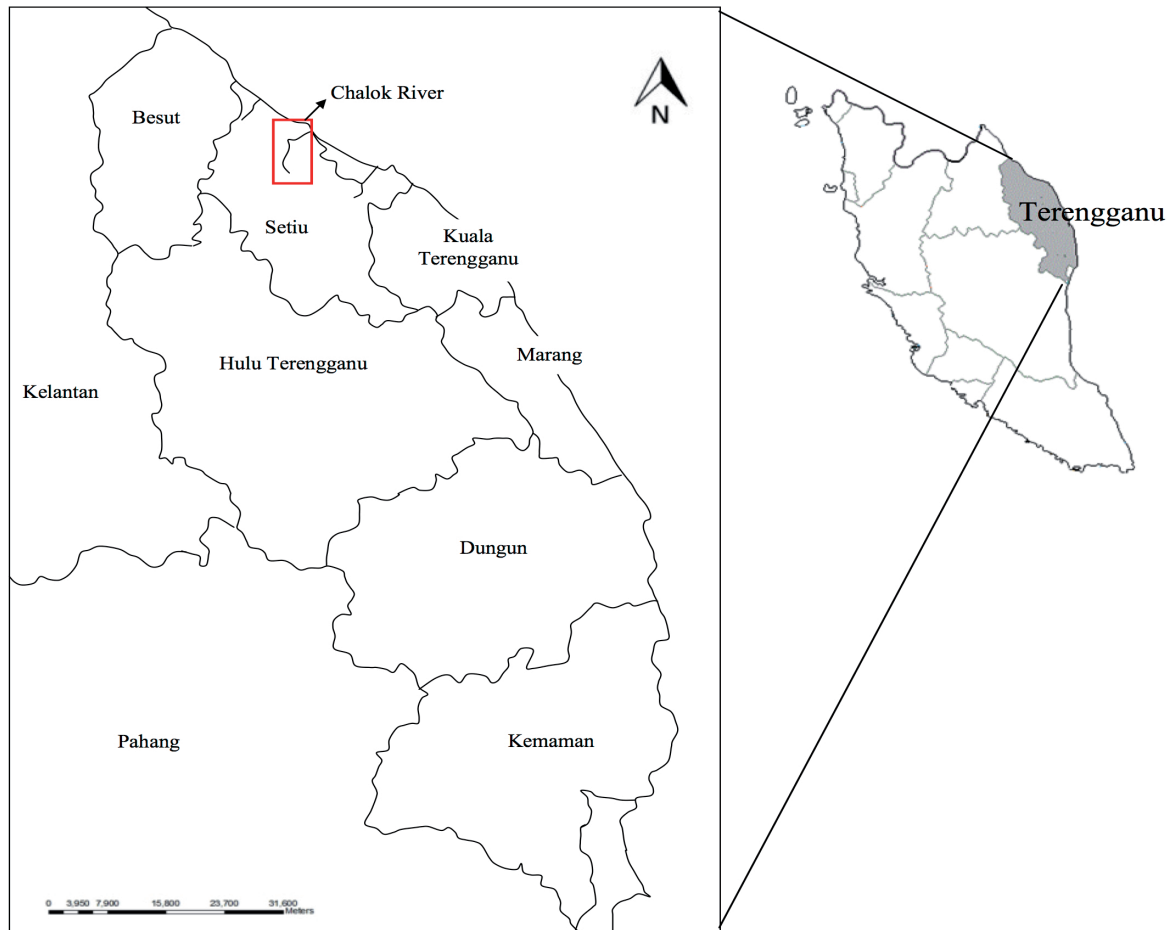 Chalok River
Besut
N
Setiu
Kuala
Terengganu
Terengganu
Hulu Terengganu
Marang
Kelantan
Dungun
Pahang
Kemaman
0 3,950 7,900 15,800 23,700 31,600
Meters